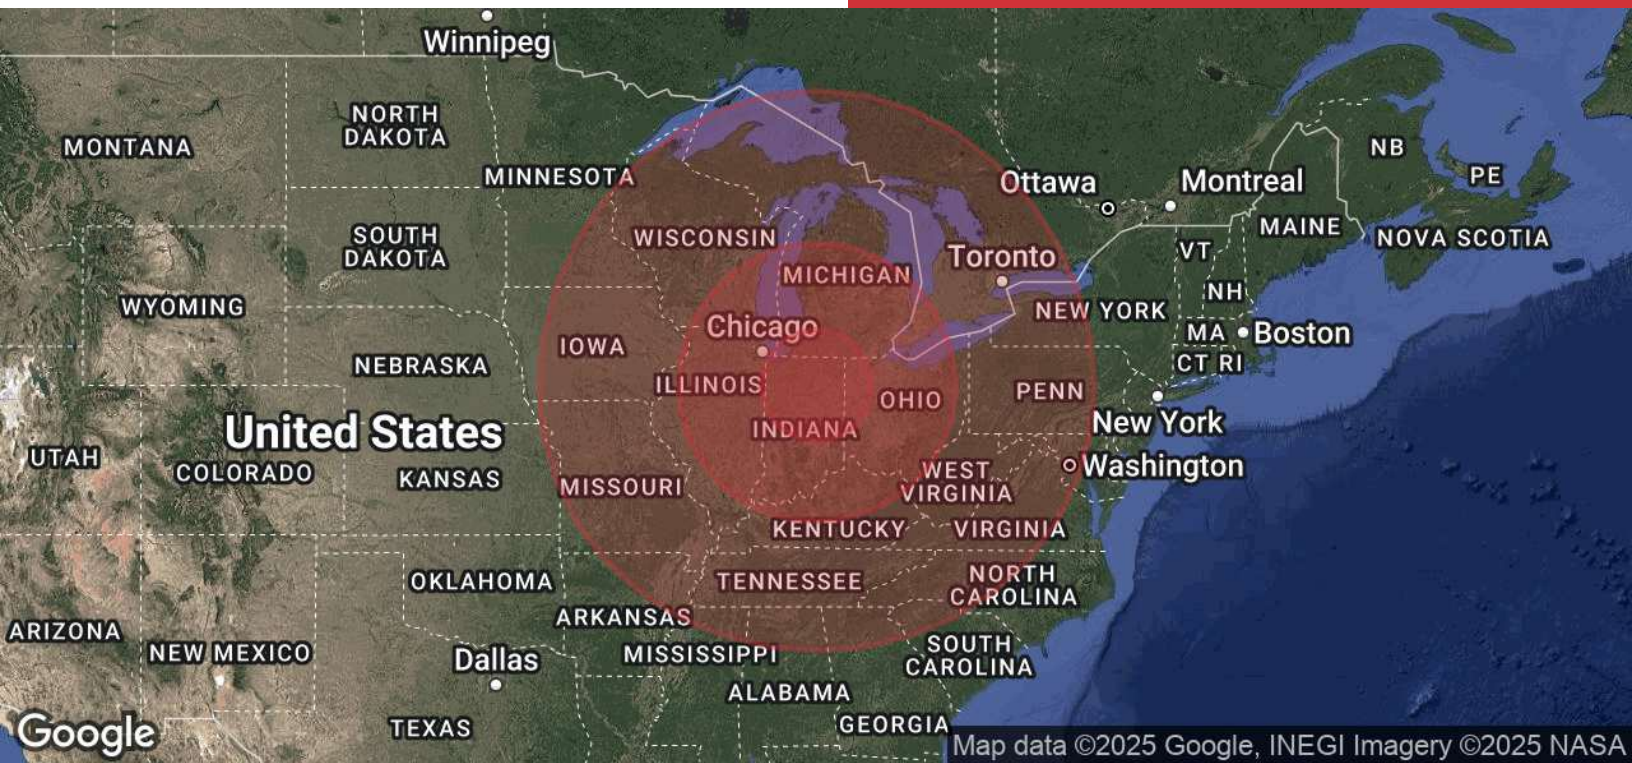 Winnipeg
NORTH
DAKOTA
MONTANA
MINNESOTA
Ottawa
Montreal
NB
PE
MAINE
NOVA SCOTIA
SOUTH
DAKOTA
WISCONSIN
Toronto
VT
MICHIGAN
NH
WYOMING
NEW YORK
Chicago
MA
Boston
IOWA
NEBRASKA
CT RI
ILLINOIS
OHIO
PENN
United States
INDIANA
New York
UTAH
COLORADO
KANSAS
MISSOURI
WEST
VIRGINIA
Washington
KENTUCKY
VIRGINIA
OKLAHOMA
TENNESSEE
NORTH
CAROLINA
ARKANSAS
ARIZONA
NEW MEXICO
Dallas
MISSISSIPPI
SOUTH
CAROLINA
ALABAMA
TEXAS
GEORGIA
Google
Map data ©2025 Google, INEGI Imagery ©2025 NASA